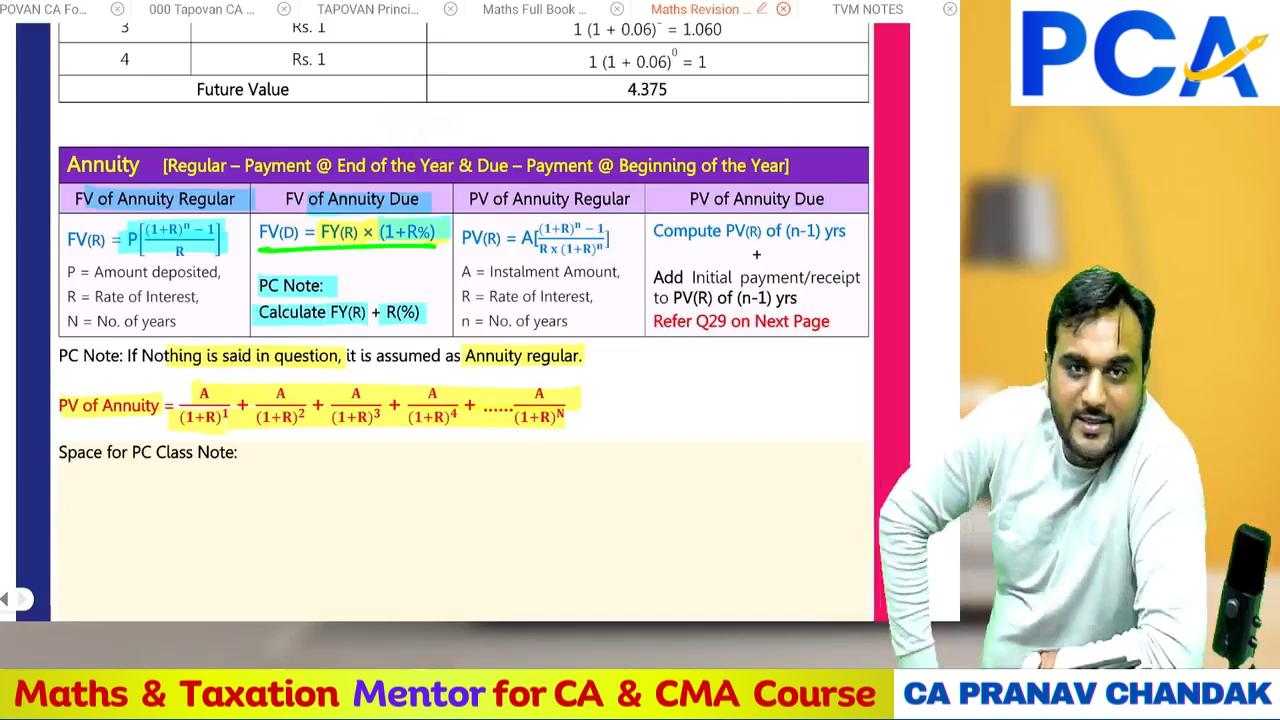 POVAN CA Fo...
000 Tapovan CA ...
TAPOVAN Princi...
Maths Full Book ...
Maths Revision ...
TVM NOTES
3 Rs. 1 1 (1 + 0.06) = 1.060
4 Rs. 1 1 (1 + 0.06)⁰ = 1
Future Value 4.375
Annuity [Regular – Payment @ End of the Year & Due – Payment @ Beginning of the Year]
FV of Annuity Regular
FV(R) = P[((1+R)ⁿ − 1)/R]
P = Amount deposited,
R = Rate of Interest,
N = No. of years
FV of Annuity Due
FV(D) = FY(R) × (1+R%)
PC Note:
Calculate FY(R) + R(%)
PV of Annuity Regular
PV(R) = A[((1+R)ⁿ − 1)/(R x (1+R)ⁿ)]
A = Instalment Amount,
R = Rate of Interest,
n = No. of years
PV of Annuity Due
Compute PV(R) of (n-1) yrs
+
Add Initial payment/receipt
to PV(R) of (n-1) yrs
Refer Q29 on Next Page
PC Note: If Nothing is said in question, it is assumed as Annuity regular.
PV of Annuity = A/(1+R)¹ + A/(1+R)² + A/(1+R)³ + A/(1+R)⁴ + ...... A/(1+R)ᴺ
Space for PC Class Note:
PCA
Maths & Taxation Mentor for CA & CMA Course
CA PRANAV CHANDAK